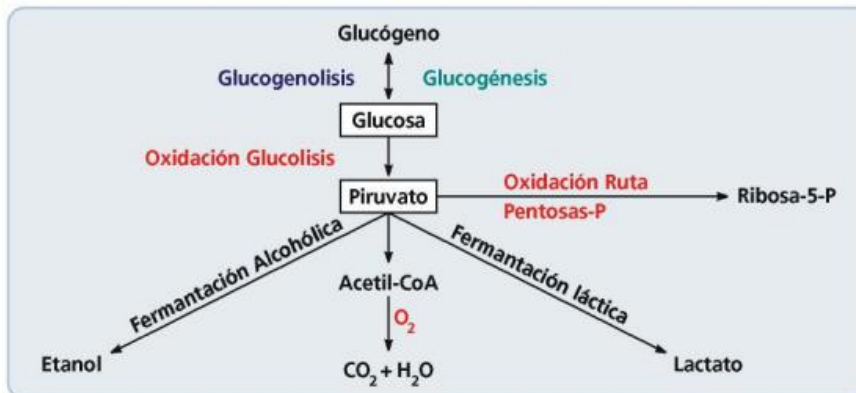 Glucógeno
Glucogenolisis
Glucogénesis
Glucosa
Oxidación Glucolisis
Piruvato
Oxidación Ruta
Pentosas-P
Ribosa-5-P
Fermantación Alcohólica
Acetil-CoA
Fermantación láctica
O₂
Etanol
CO₂ + H₂O
Lactato